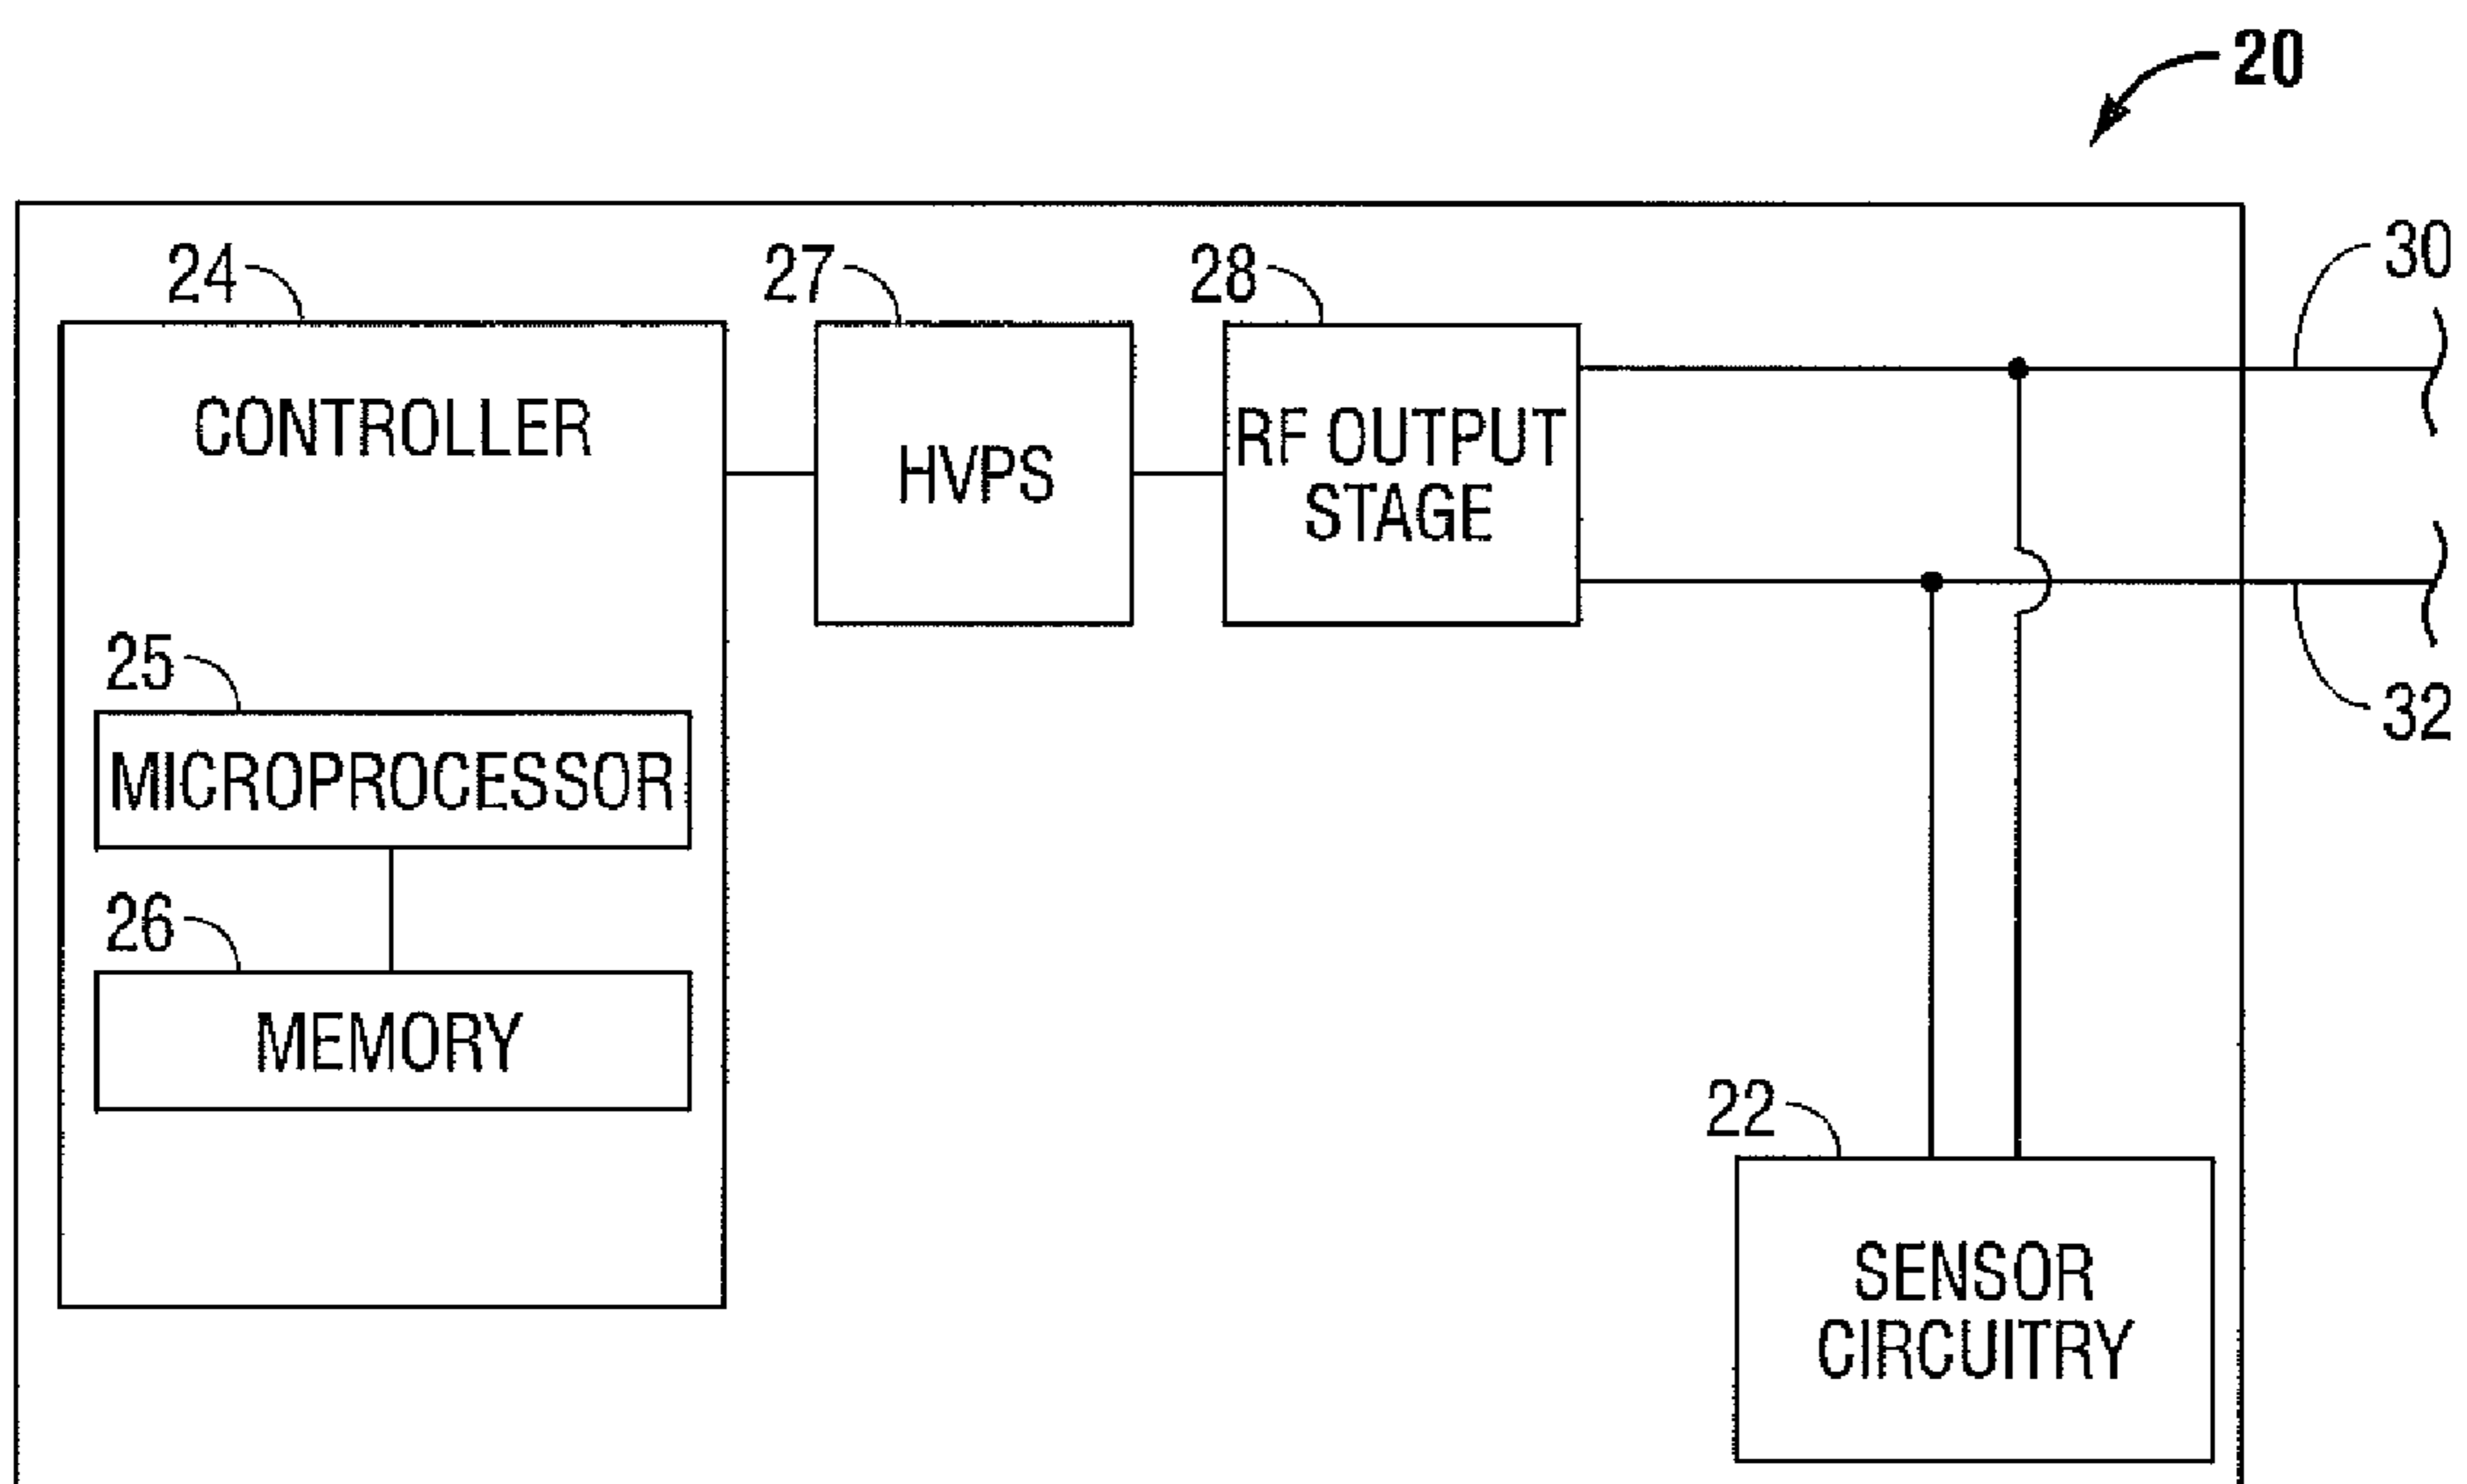 20
30
24
27
28
CONTROLLER
HVPS
RF OUTPUT
STAGE
25
32
MICROPROCESSOR
26
MEMORY
22
SENSOR
CIRCUITRY